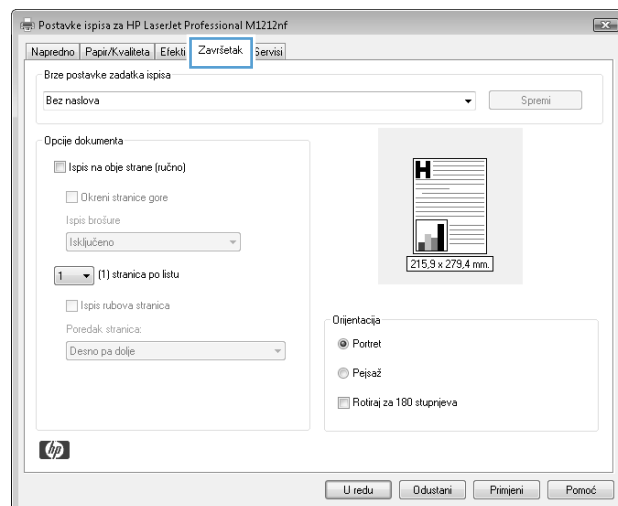 Postavke ispisa za HP LaserJet Professional M1212nf
Napredno Papir/Kvaliteta Efekti Završetak Servisi
Brze postavke zadatka ispisa
Bez naslova Spremi
Opcije dokumenta
Ispis na obje strane (ručno)
Okreni stranice gore
Ispis brošure
Isključeno
1 (1) stranica po listu
Ispis rubova stranica
Poredak stranica:
Desno pa dolje
H
215,9 x 279,4 mm.
Orijentacija
Portret
Pejsaž
Rotiraj za 180 stupnjeva
hp
U redu Odustani Primjeni Pomoć